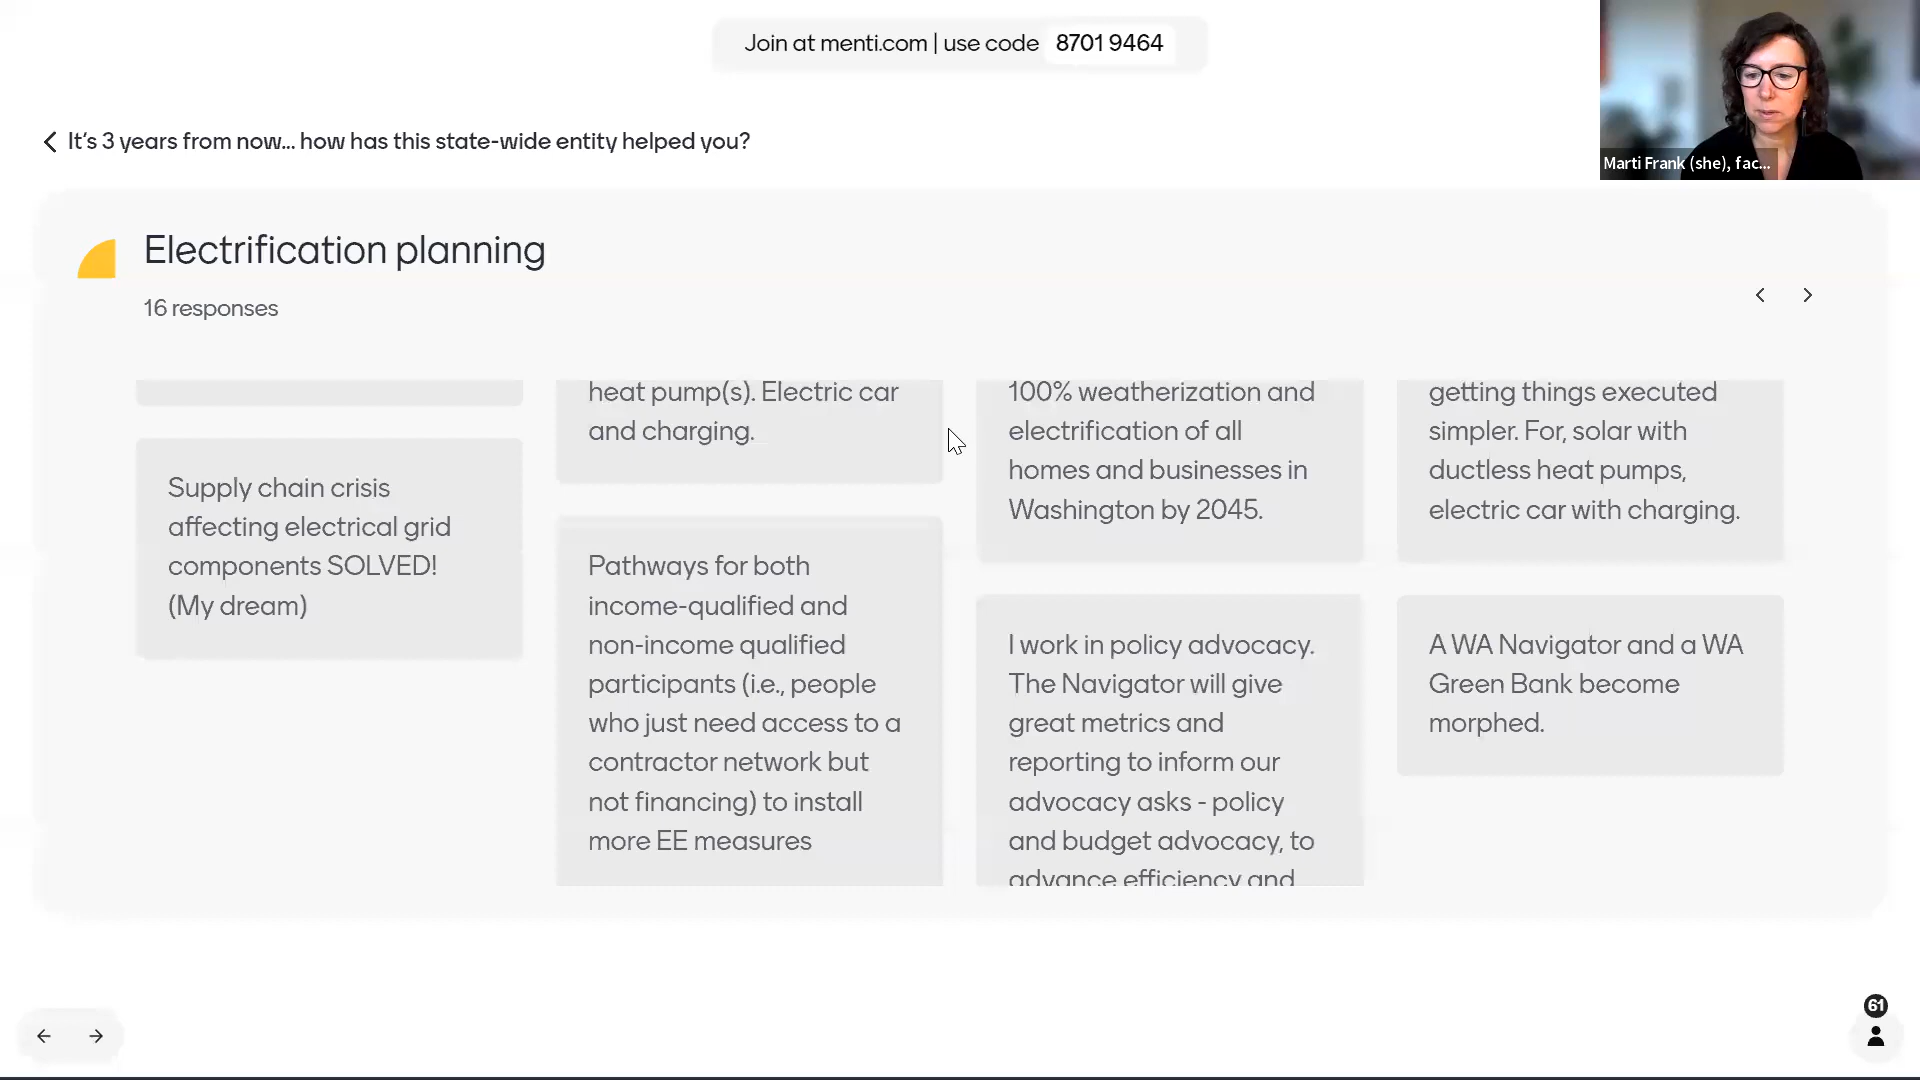 Join at menti.com | use code 8701 9464
Marti Frank (she), fac...
It's 3 years from now... how has this state-wide entity helped you?
Electrification planning
16 responses
Supply chain crisis
affecting electrical grid
components SOLVED!
(My dream)
heat pump(s). Electric car
and charging.
Pathways for both
income-qualified and
non-income qualified
participants (i.e., people
who just need access to a
contractor network but
not financing) to install
more EE measures
100% weatherization and
electrification of all
homes and businesses in
Washington by 2045.
I work in policy advocacy.
The Navigator will give
great metrics and
reporting to inform our
advocacy asks - policy
and budget advocacy, to
advance efficiency and
getting things executed
simpler. For, solar with
ductless heat pumps,
electric car with charging.
A WA Navigator and a WA
Green Bank become
morphed.
61